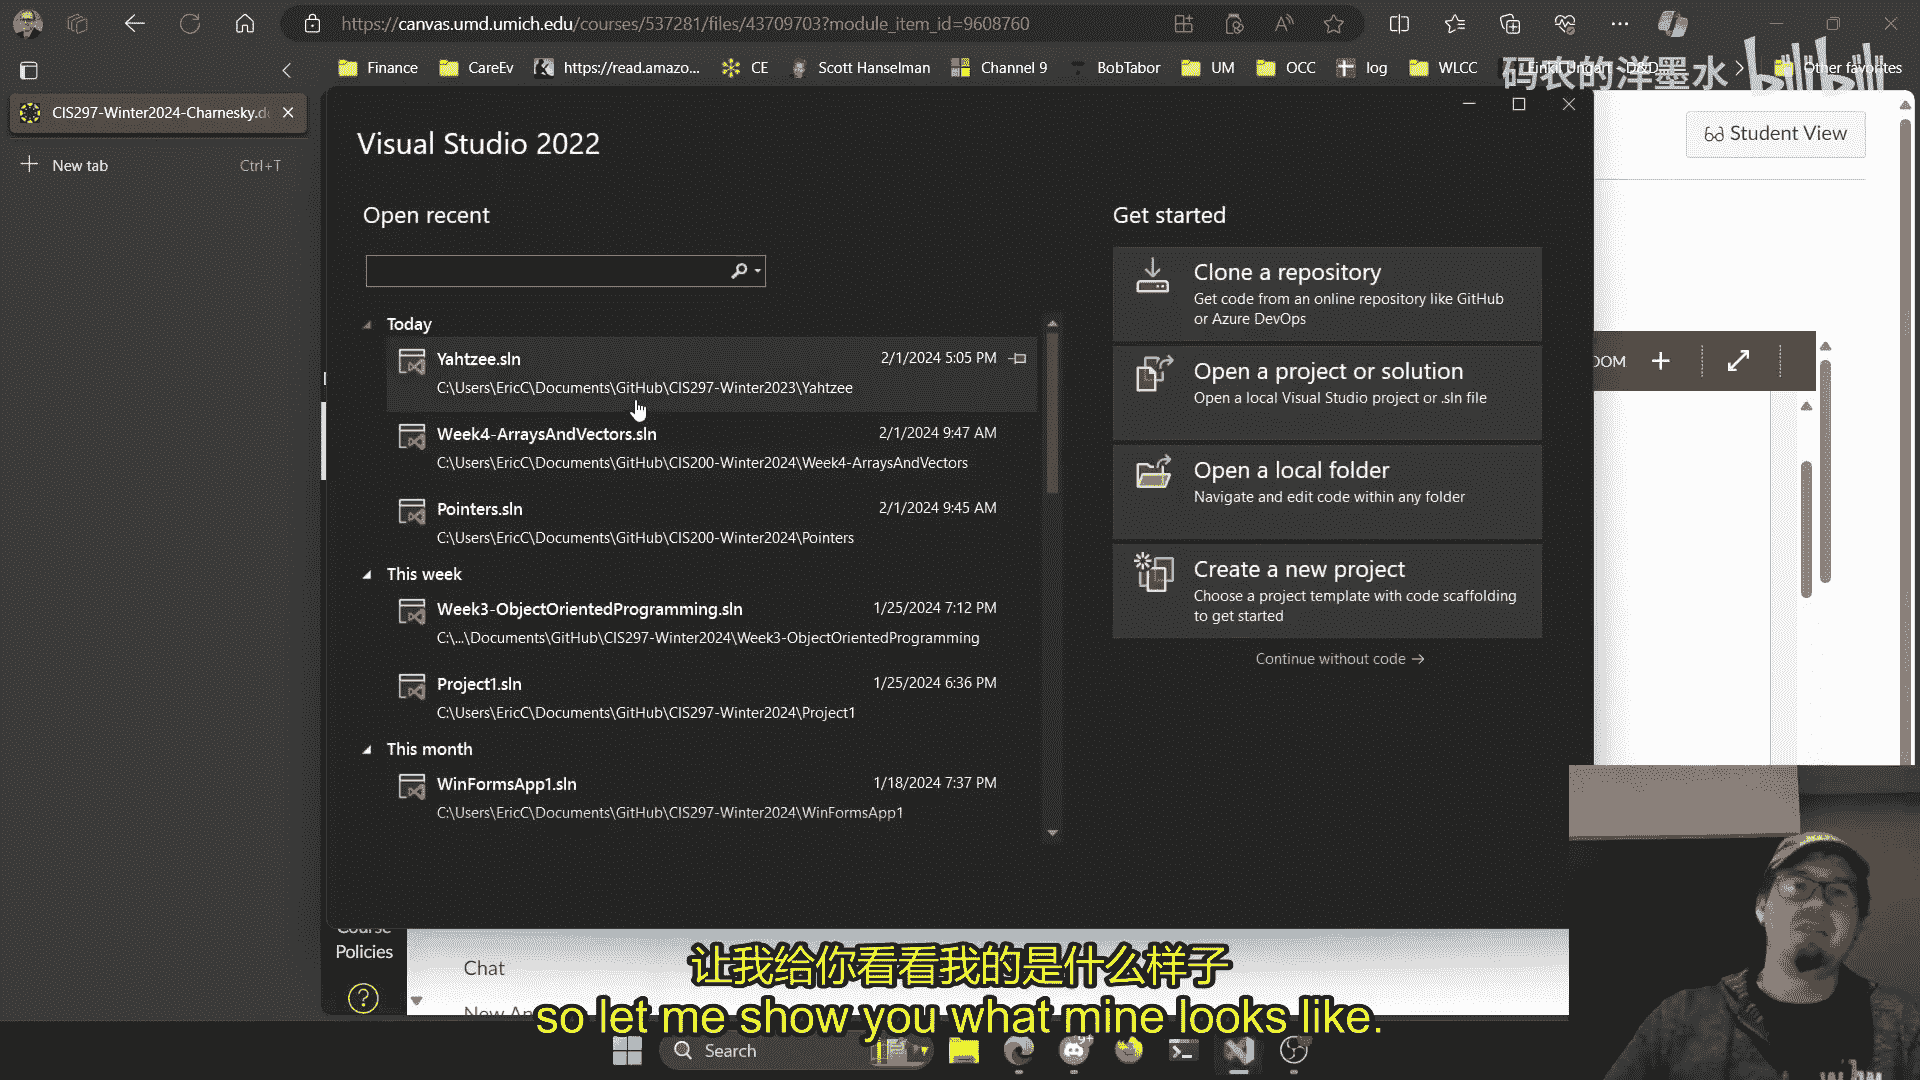 https://canvas.umd.umich.edu/courses/537281/files/43709703?module_item_id=9608760
Finance
CareEv
https://read.amazo...
CE
Scott Hanselman
Channel 9
BobTabor
UM
OCC
log
WLCC
Other favorites
码农的洋墨水
bilibili
CIS297-Winter2024-Charnesky.d
New tab
Ctrl+T
Student View
Visual Studio 2022
Open recent
Today
Yahtzee.sln
2/1/2024 5:05 PM
C:\Users\EricC\Documents\GitHub\CIS297-Winter2023\Yahtzee
Week4-ArraysAndVectors.sln
2/1/2024 9:47 AM
C:\Users\EricC\Documents\GitHub\CIS200-Winter2024\Week4-ArraysAndVectors
Pointers.sln
2/1/2024 9:45 AM
C:\Users\EricC\Documents\GitHub\CIS200-Winter2024\Pointers
This week
Week3-ObjectOrientedProgramming.sln
1/25/2024 7:12 PM
C:\...\Documents\GitHub\CIS297-Winter2024\Week3-ObjectOrientedProgramming
Project1.sln
1/25/2024 6:36 PM
C:\Users\EricC\Documents\GitHub\CIS297-Winter2024\Project1
This month
WinFormsApp1.sln
1/18/2024 7:37 PM
C:\Users\EricC\Documents\GitHub\CIS297-Winter2024\WinFormsApp1
Get started
Clone a repository
Get code from an online repository like GitHub
or Azure DevOps
Open a project or solution
Open a local Visual Studio project or .sln file
Open a local folder
Navigate and edit code within any folder
Create a new project
Choose a project template with code scaffolding
to get started
Continue without code →
OOM
Course
Policies
Chat
让我给你看看我的是什么样子
so let me show you what mine looks like.
Search